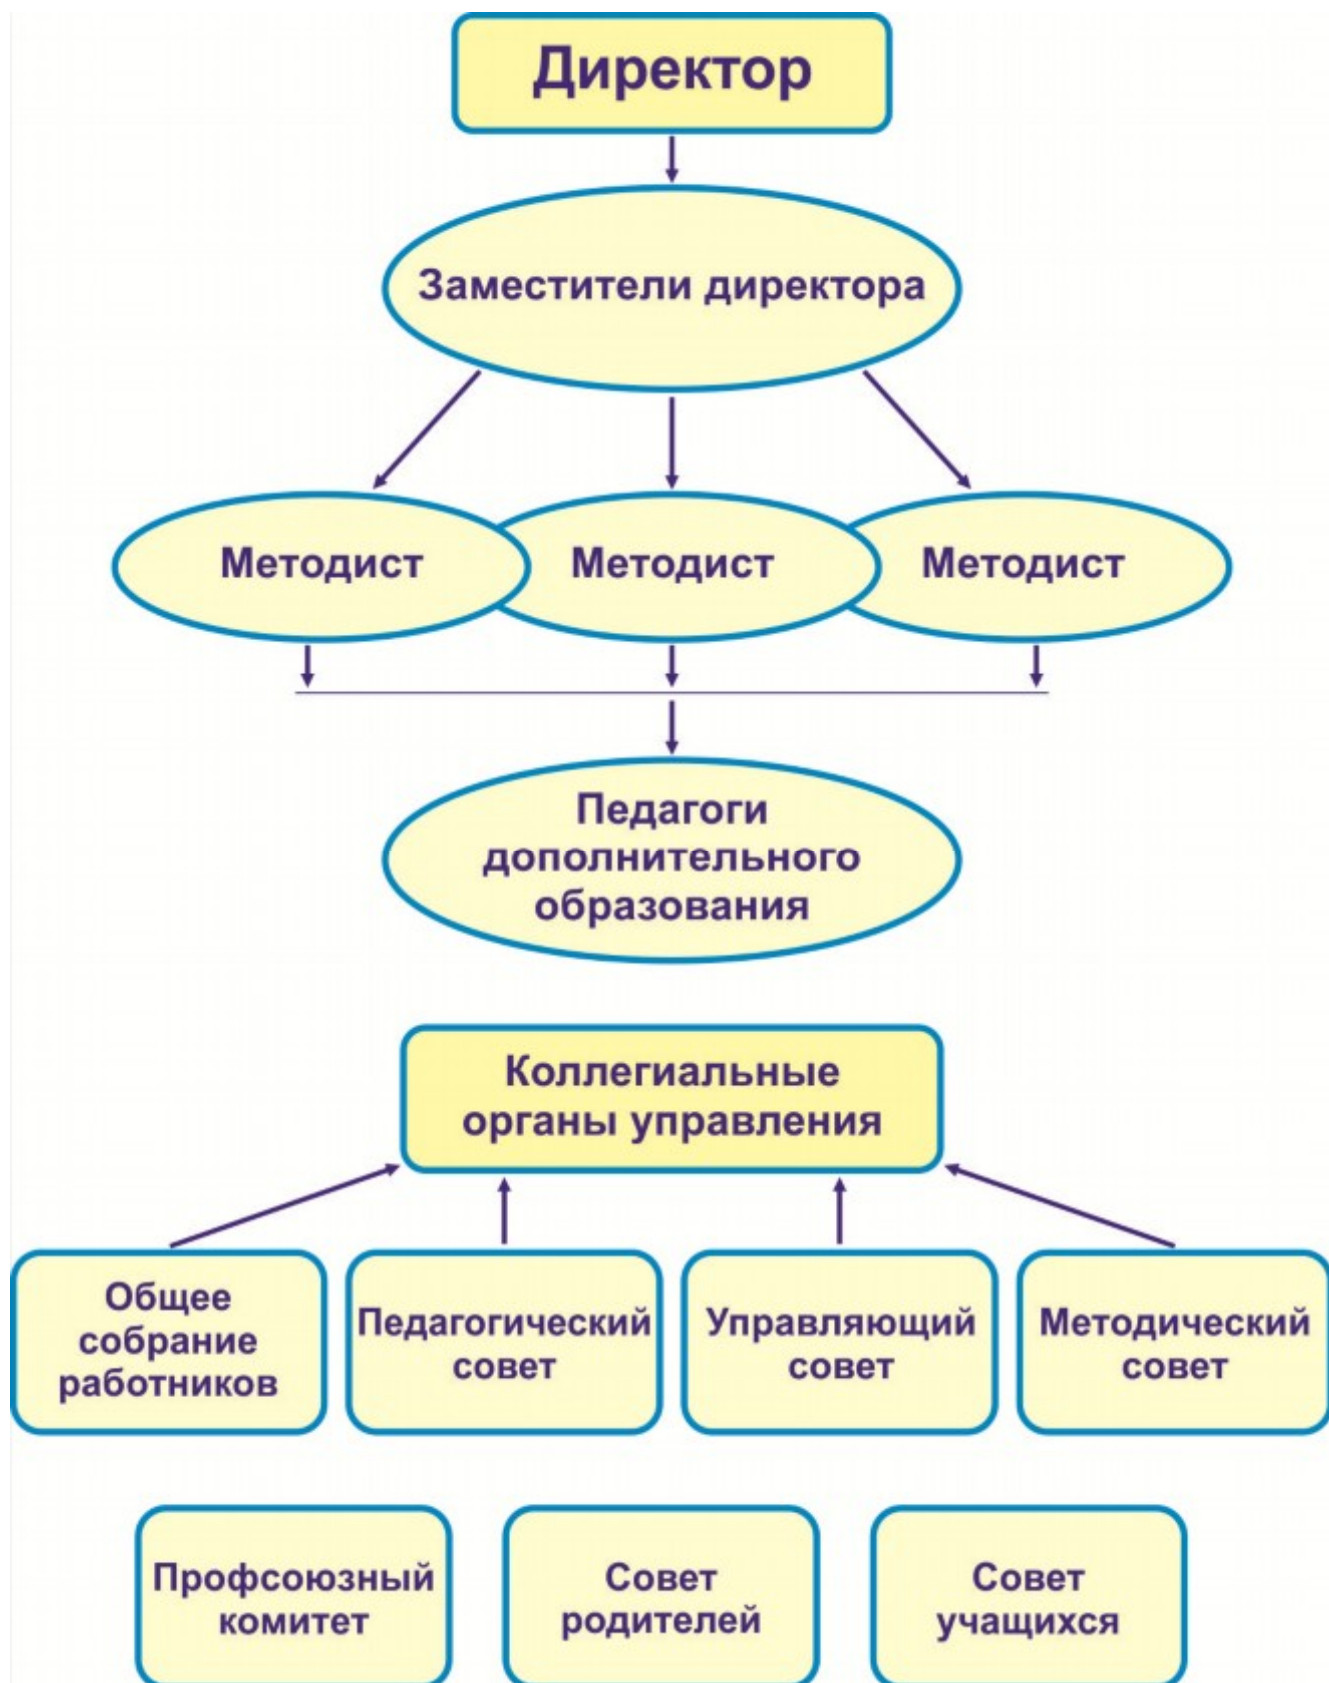 Директор
Заместители директора
Методист Методист Методист
Педагоги
дополнительного
образования
Коллегиальные
органы управления
Общее
собрание
работников
Педагогический
совет
Управляющий
совет
Методический
совет
Профсоюзный
комитет
Совет
родителей
Совет
учащихся